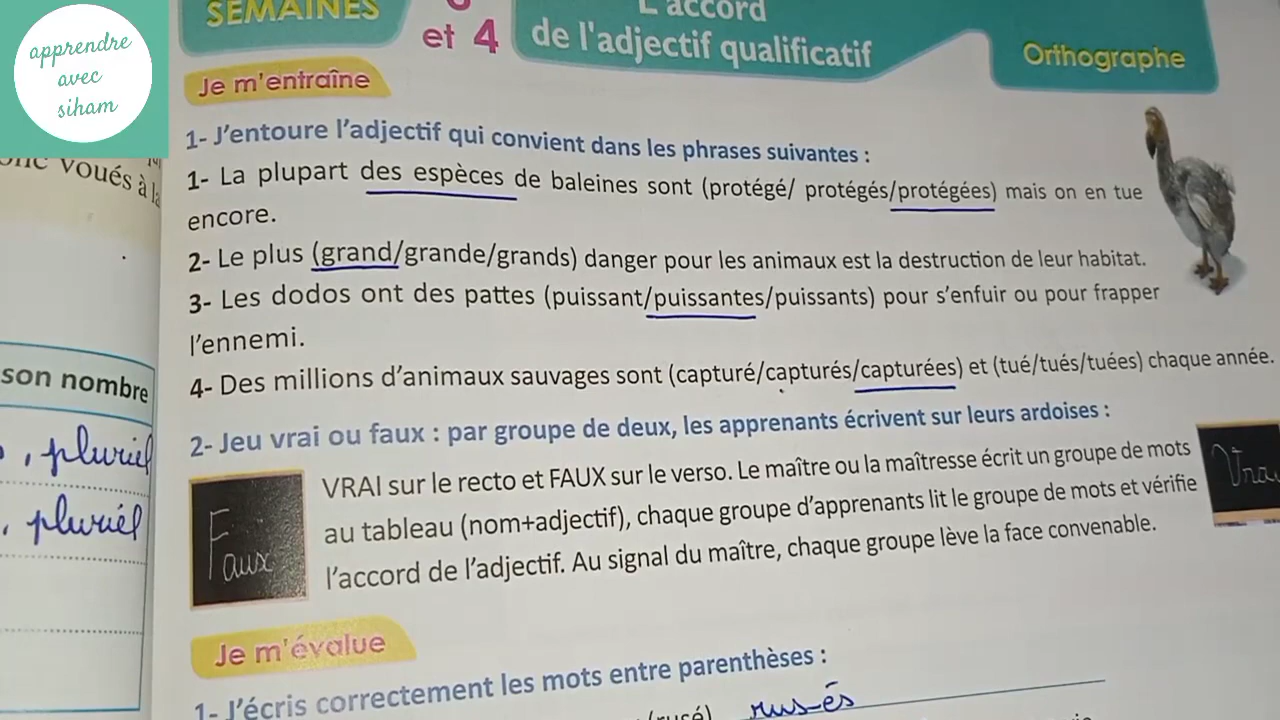 apprendre
avec
siham
SEMAINES
et 4
L'accord
de l'adjectif qualificatif
Orthographe
Je m'entraîne
voués à
son nombre
, pluriél
, pluriél
1- J'entoure l'adjectif qui convient dans les phrases suivantes :
1- La plupart des espèces de baleines sont (protégé/ protégés/protégées) mais on en tue
encore.
2- Le plus (grand/grande/grands) danger pour les animaux est la destruction de leur habitat.
3- Les dodos ont des pattes (puissant/puissantes/puissants) pour s'enfuir ou pour frapper
l'ennemi.
4- Des millions d'animaux sauvages sont (capturé/capturés/capturées) et (tué/tués/tuées) chaque année.
2- Jeu vrai ou faux : par groupe de deux, les apprenants écrivent sur leurs ardoises :
Faux
VRAI sur le recto et FAUX sur le verso. Le maître ou la maîtresse écrit un groupe de mots
au tableau (nom+adjectif), chaque groupe d'apprenants lit le groupe de mots et vérifie
l'accord de l'adjectif. Au signal du maître, chaque groupe lève la face convenable.
Vrai
Je m'évalue
1- J'écris correctement les mots entre parenthèses :
(rusé) rusés